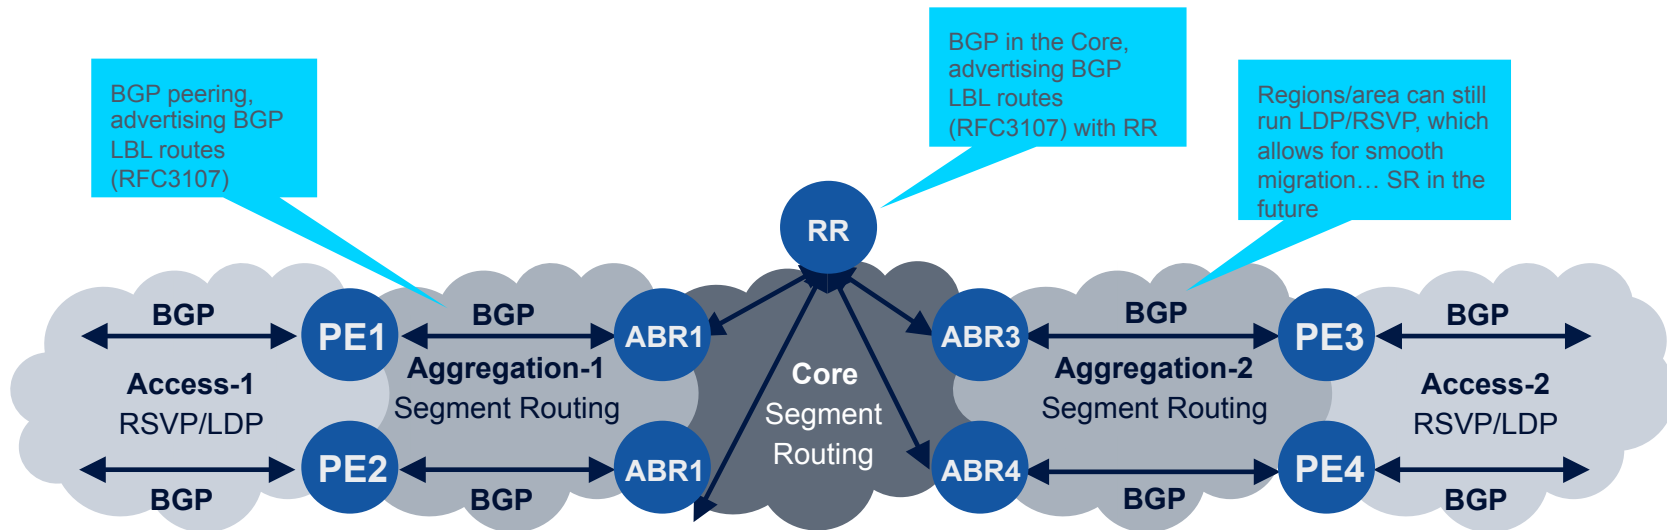 BGP peering,
advertising BGP
LBL routes
(RFC3107)
BGP in the Core,
advertising BGP
LBL routes
(RFC3107) with RR
Regions/area can still
run LDP/RSVP, which
allows for smooth
migration… SR in the
future
RR
BGP
PE1
BGP
ABR1
ABR3
BGP
PE3
BGP
Access-1
RSVP/LDP
Aggregation-1
Segment Routing
Core
Segment
Routing
Aggregation-2
Segment Routing
Access-2
RSVP/LDP
PE2
ABR1
ABR4
PE4
BGP
BGP
BGP
BGP